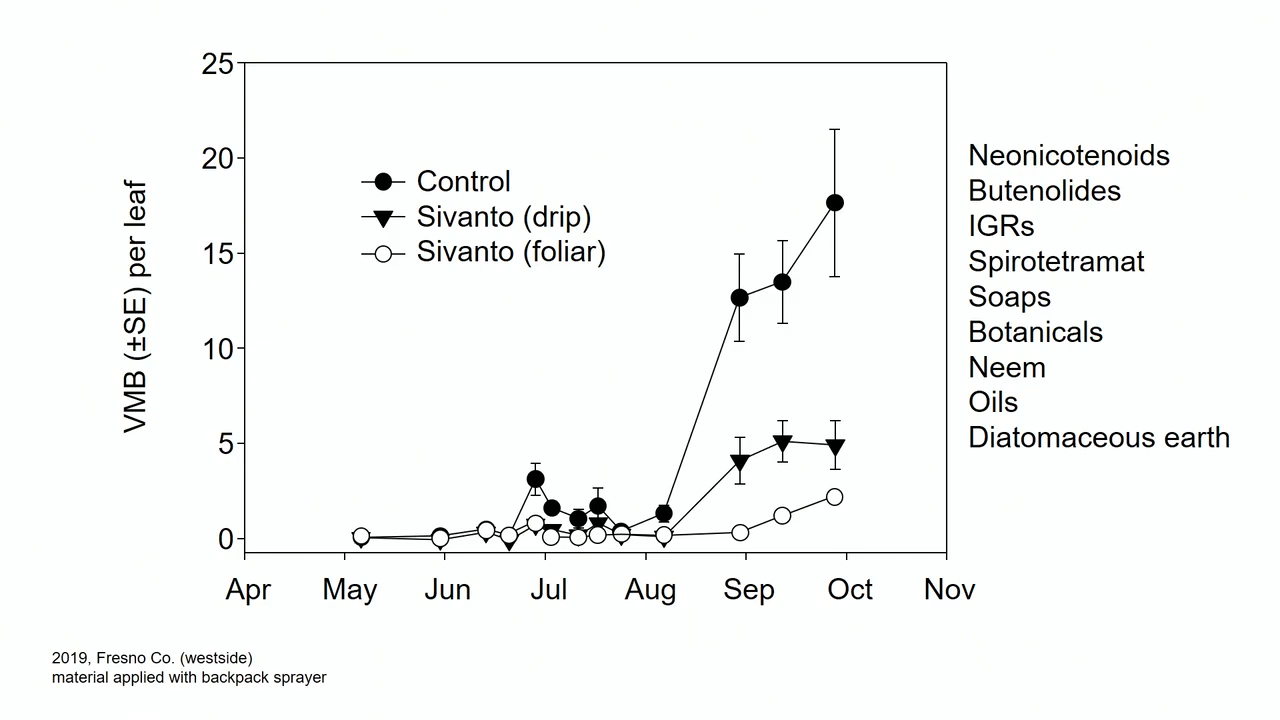 25
20
15
10
5
0
VMB (±SE) per leaf
Control
Sivanto (drip)
Sivanto (foliar)
Apr May Jun Jul Aug Sep Oct Nov
Neonicotenoids
Butenolides
IGRs
Spirotetramat
Soaps
Botanicals
Neem
Oils
Diatomaceous earth
2019, Fresno Co. (westside)
material applied with backpack sprayer